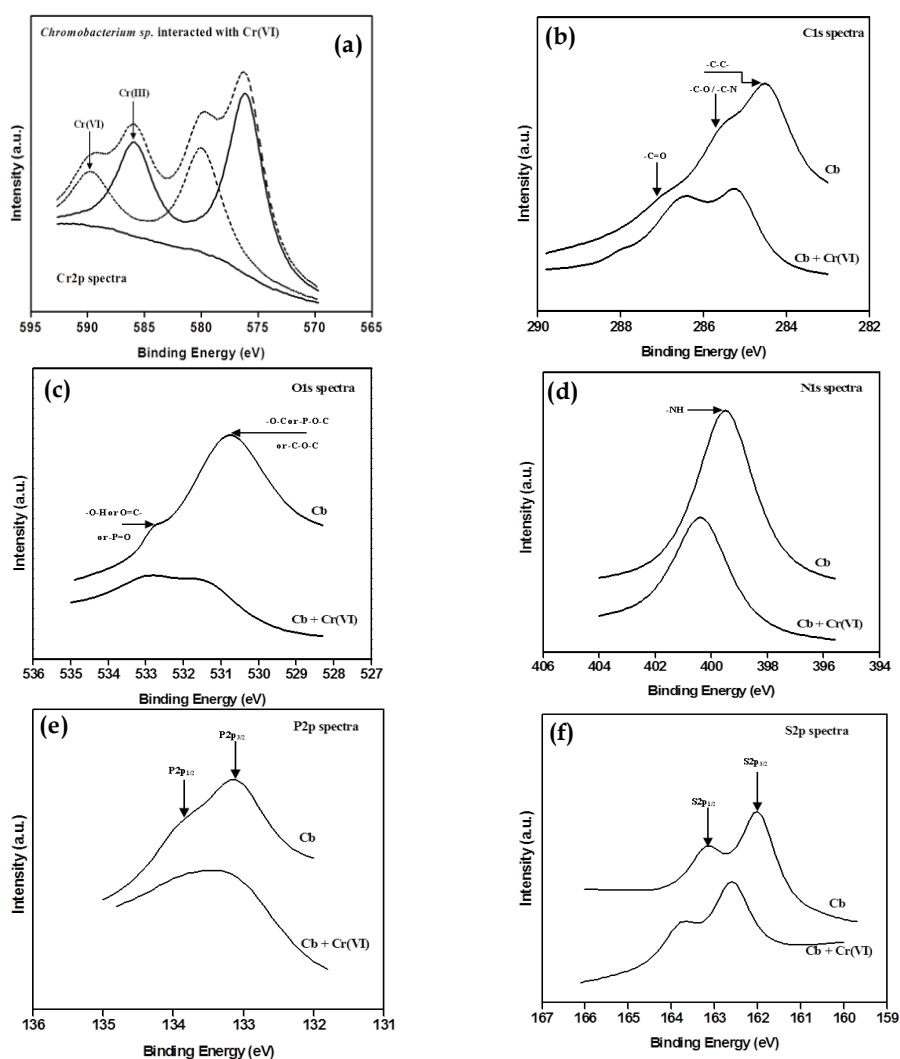 Chromobacterium sp. interacted with Cr(VI)
(a)
Cr(III)
Cr(VI)
Cr2p spectra
Intensity (a.u.)
595 590 585 580 575 570 565
Binding Energy (eV)
(b)
C1s spectra
-C-C-
-C-O / -C-N
-C=O
Cb
Cb + Cr(VI)
Intensity (a.u.)
290 288 286 284 282
Binding Energy (eV)
(c)
O1s spectra
-O-C or -P-O-C
or -C-O-C
-O-H or O=C-
or -P=O
Cb
Cb + Cr(VI)
Intensity (a.u.)
536 535 534 533 532 531 530 529 528 527
Binding Energy (eV)
(d)
N1s spectra
-NH
Cb
Cb + Cr(VI)
Intensity (a.u.)
406 404 402 400 398 396 394
Binding Energy (eV)
(e)
P2p spectra
P2p3/2
P2p1/2
Cb
Cb + Cr(VI)
Intensity (a.u.)
136 135 134 133 132 131
Binding Energy (eV)
(f)
S2p spectra
S2p3/2
S2p1/2
Cb
Cb + Cr(VI)
Intensity (a.u.)
167 166 165 164 163 162 161 160 159
Binding Energy (eV)